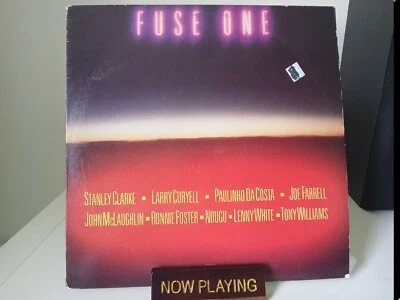 FUSE ONE
STANLEY CLARKE • LARRY CORYELL • PAULINHO DA COSTA • JOE FARRELL
JOHN MCLAUGHLIN • RONNIE FOSTER • NDUGU • LENNY WHITE • TONY WILLIAMS
NOW PLAYING